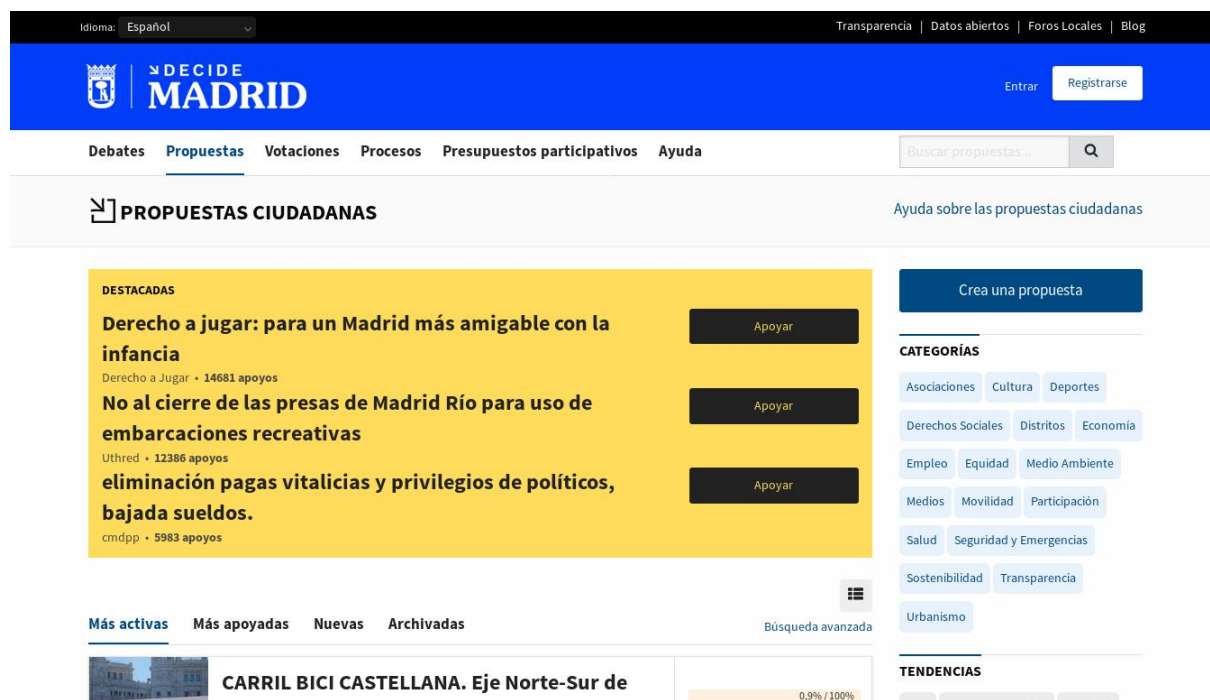 Idioma: Español
Transparencia | Datos abiertos | Foros Locales | Blog
DECIDE
MADRID
Entrar
Registrarse
Debates Propuestas Votaciones Procesos Presupuestos participativos Ayuda
Buscar propuestas...
PROPUESTAS CIUDADANAS
Ayuda sobre las propuestas ciudadanas
DESTACADAS
Derecho a jugar: para un Madrid más amigable con la
infancia
Derecho a Jugar • 14681 apoyos
Apoyar
No al cierre de las presas de Madrid Río para uso de
embarcaciones recreativas
Uthred • 12386 apoyos
Apoyar
eliminación pagas vitalicias y privilegios de políticos,
bajada sueldos.
cmdpp • 5983 apoyos
Apoyar
Más activas Más apoyadas Nuevas Archivadas
Búsqueda avanzada
CARRIL BICI CASTELLANA. Eje Norte-Sur de
0,9% / 100%
Crea una propuesta
CATEGORÍAS
Asociaciones Cultura Deportes
Derechos Sociales Distritos Economía
Empleo Equidad Medio Ambiente
Medios Movilidad Participación
Salud Seguridad y Emergencias
Sostenibilidad Transparencia
Urbanismo
TENDENCIAS